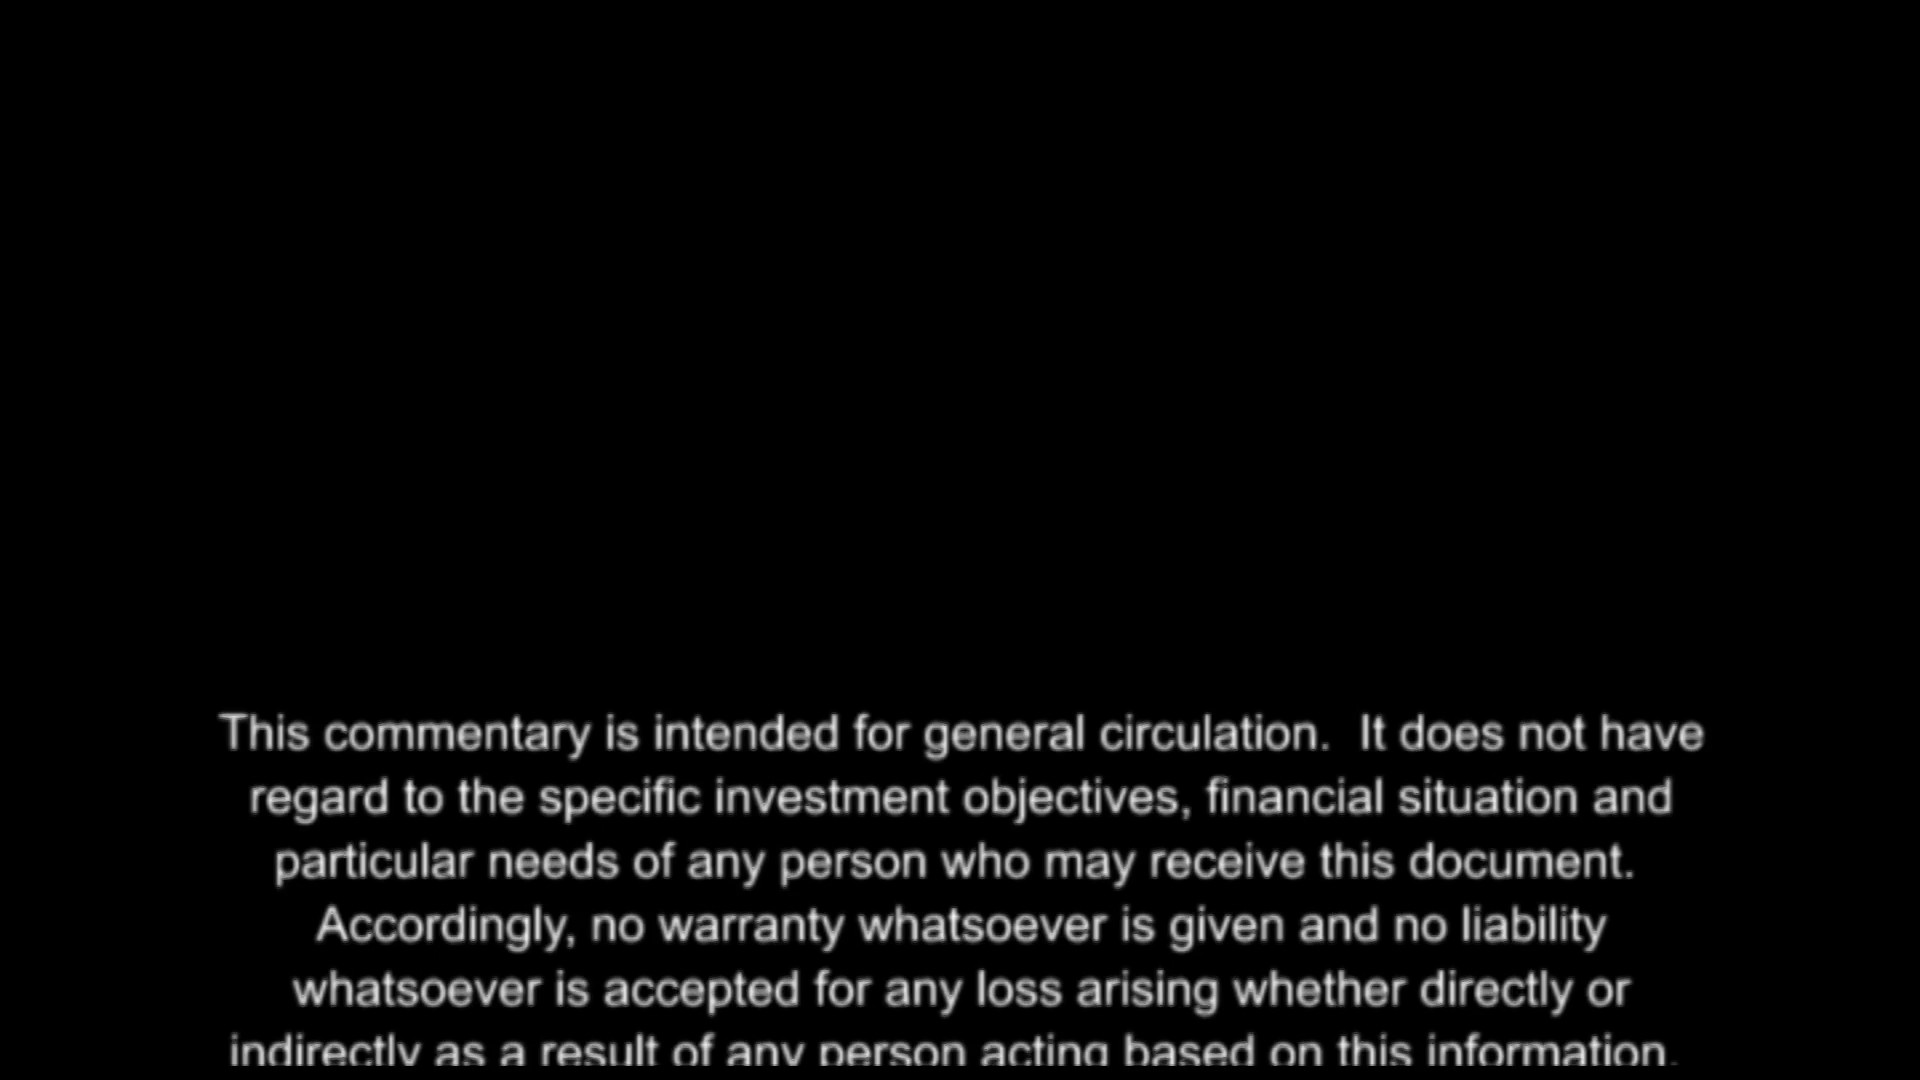 This commentary is intended for general circulation.  It does not have
regard to the specific investment objectives, financial situation and
particular needs of any person who may receive this document.
Accordingly, no warranty whatsoever is given and no liability
whatsoever is accepted for any loss arising whether directly or
indirectly as a result of any person acting based on this information.